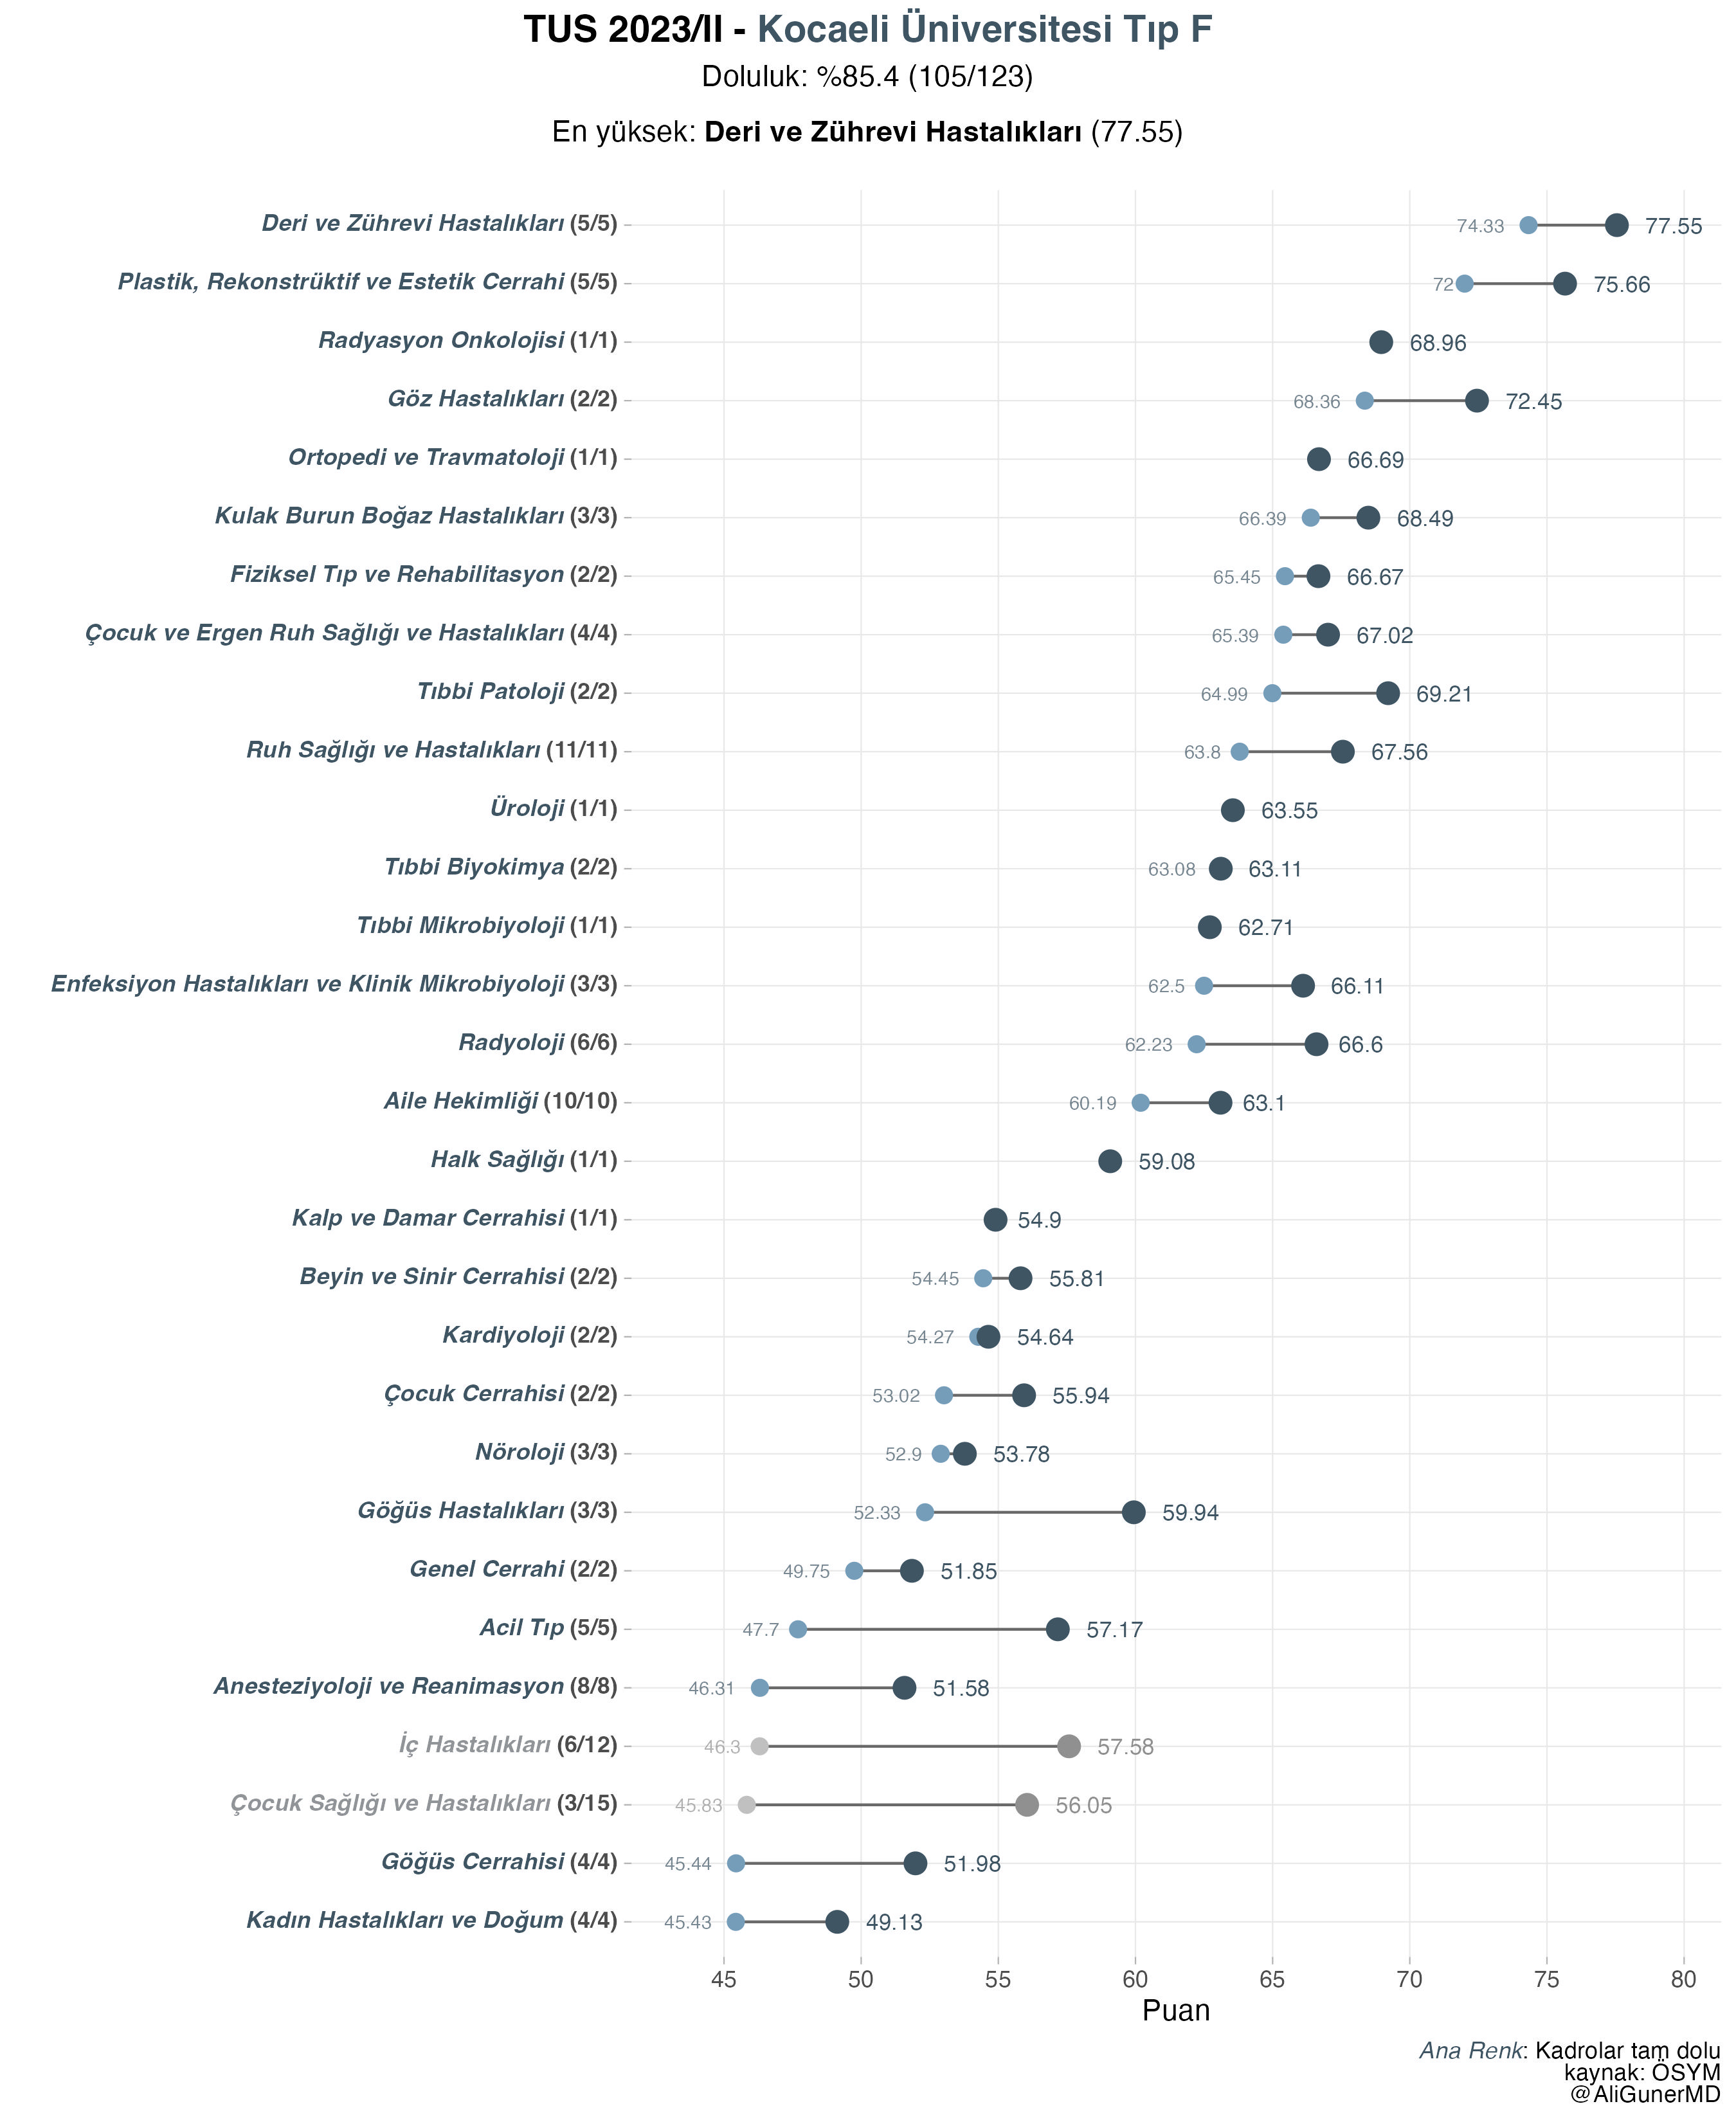 TUS 2023/II - Kocaeli Üniversitesi Tıp F
Doluluk: %85.4 (105/123)
En yüksek: Deri ve Zührevi Hastalıkları (77.55)
Deri ve Zührevi Hastalıkları (5/5) 74.33 77.55
Plastik, Rekonstrüktif ve Estetik Cerrahi (5/5) 72 75.66
Radyasyon Onkolojisi (1/1) 68.96
Göz Hastalıkları (2/2) 68.36 72.45
Ortopedi ve Travmatoloji (1/1) 66.69
Kulak Burun Boğaz Hastalıkları (3/3) 66.39 68.49
Fiziksel Tıp ve Rehabilitasyon (2/2) 65.45 66.67
Çocuk ve Ergen Ruh Sağlığı ve Hastalıkları (4/4) 65.39 67.02
Tıbbi Patoloji (2/2) 64.99 69.21
Ruh Sağlığı ve Hastalıkları (11/11) 63.8 67.56
Üroloji (1/1) 63.55
Tıbbi Biyokimya (2/2) 63.08 63.11
Tıbbi Mikrobiyoloji (1/1) 62.71
Enfeksiyon Hastalıkları ve Klinik Mikrobiyoloji (3/3) 62.5 66.11
Radyoloji (6/6) 62.23 66.6
Aile Hekimliği (10/10) 60.19 63.1
Halk Sağlığı (1/1) 59.08
Kalp ve Damar Cerrahisi (1/1) 54.9
Beyin ve Sinir Cerrahisi (2/2) 54.45 55.81
Kardiyoloji (2/2) 54.27 54.64
Çocuk Cerrahisi (2/2) 53.02 55.94
Nöroloji (3/3) 52.9 53.78
Göğüs Hastalıkları (3/3) 52.33 59.94
Genel Cerrahi (2/2) 49.75 51.85
Acil Tıp (5/5) 47.7 57.17
Anesteziyoloji ve Reanimasyon (8/8) 46.31 51.58
İç Hastalıkları (6/12) 46.3 57.58
Çocuk Sağlığı ve Hastalıkları (3/15) 45.83 56.05
Göğüs Cerrahisi (4/4) 45.44 51.98
Kadın Hastalıkları ve Doğum (4/4) 45.43 49.13
45 50 55 60 65 70 75 80
Puan
Ana Renk: Kadrolar tam dolu
kaynak: ÖSYM
@AliGunerMD